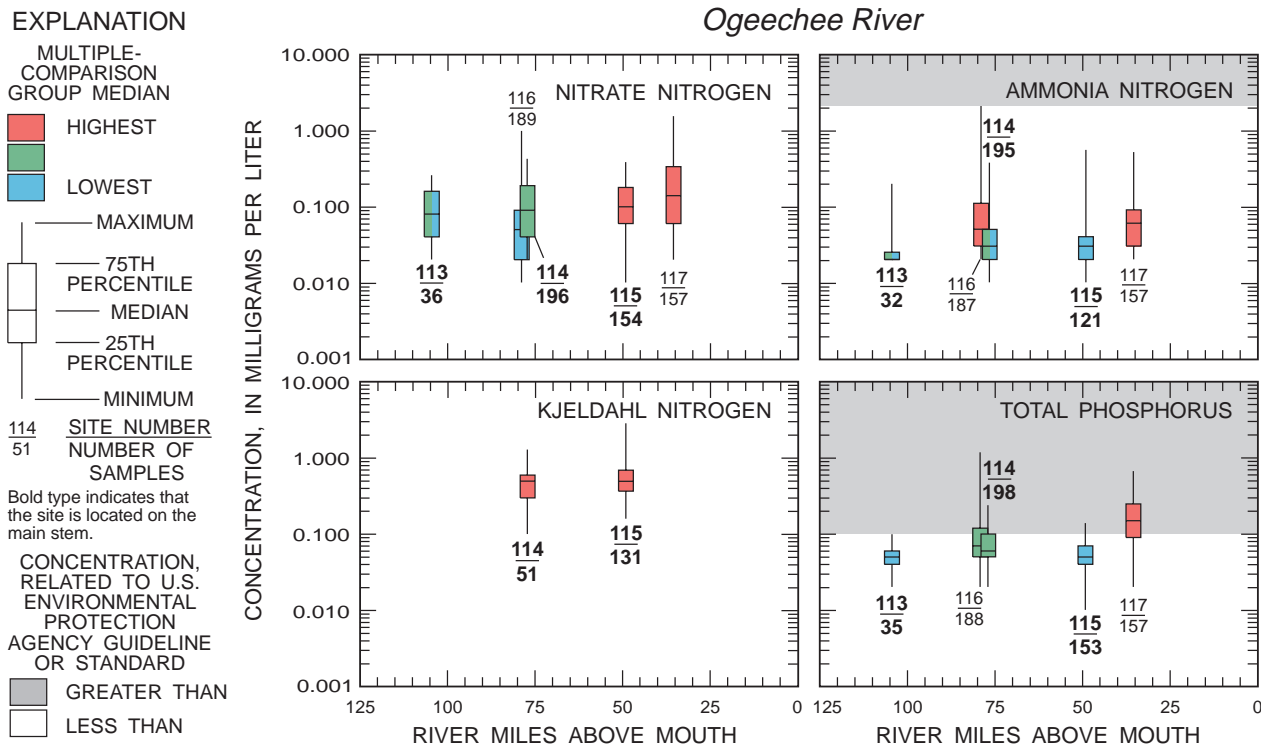 Ogeechee River
EXPLANATION
MULTIPLE-
COMPARISON
GROUP MEDIAN
HIGHEST
LOWEST
MAXIMUM
75TH
PERCENTILE
MEDIAN
25TH
PERCENTILE
MINIMUM
114
51
SITE NUMBER
NUMBER OF
SAMPLES
Bold type indicates that
the site is located on the
main stem.
CONCENTRATION,
RELATED TO U.S.
ENVIRONMENTAL
PROTECTION
AGENCY GUIDELINE
OR STANDARD
GREATER THAN
LESS THAN
CONCENTRATION, IN MILLIGRAMS PER LITER
10.000
1.000
0.100
0.010
0.001
NITRATE NITROGEN
116
189
113
36
114
196
115
154
117
157
AMMONIA NITROGEN
114
195
113
32
116
187
115
121
117
157
125 100 75 50 25 0
10.000
1.000
0.100
0.010
0.001
KJELDAHL NITROGEN
114
51
115
131
125 100 75 50 25 0
RIVER MILES ABOVE MOUTH
TOTAL PHOSPHORUS
114
198
113
35
116
188
115
153
117
157
125 100 75 50 25 0
RIVER MILES ABOVE MOUTH